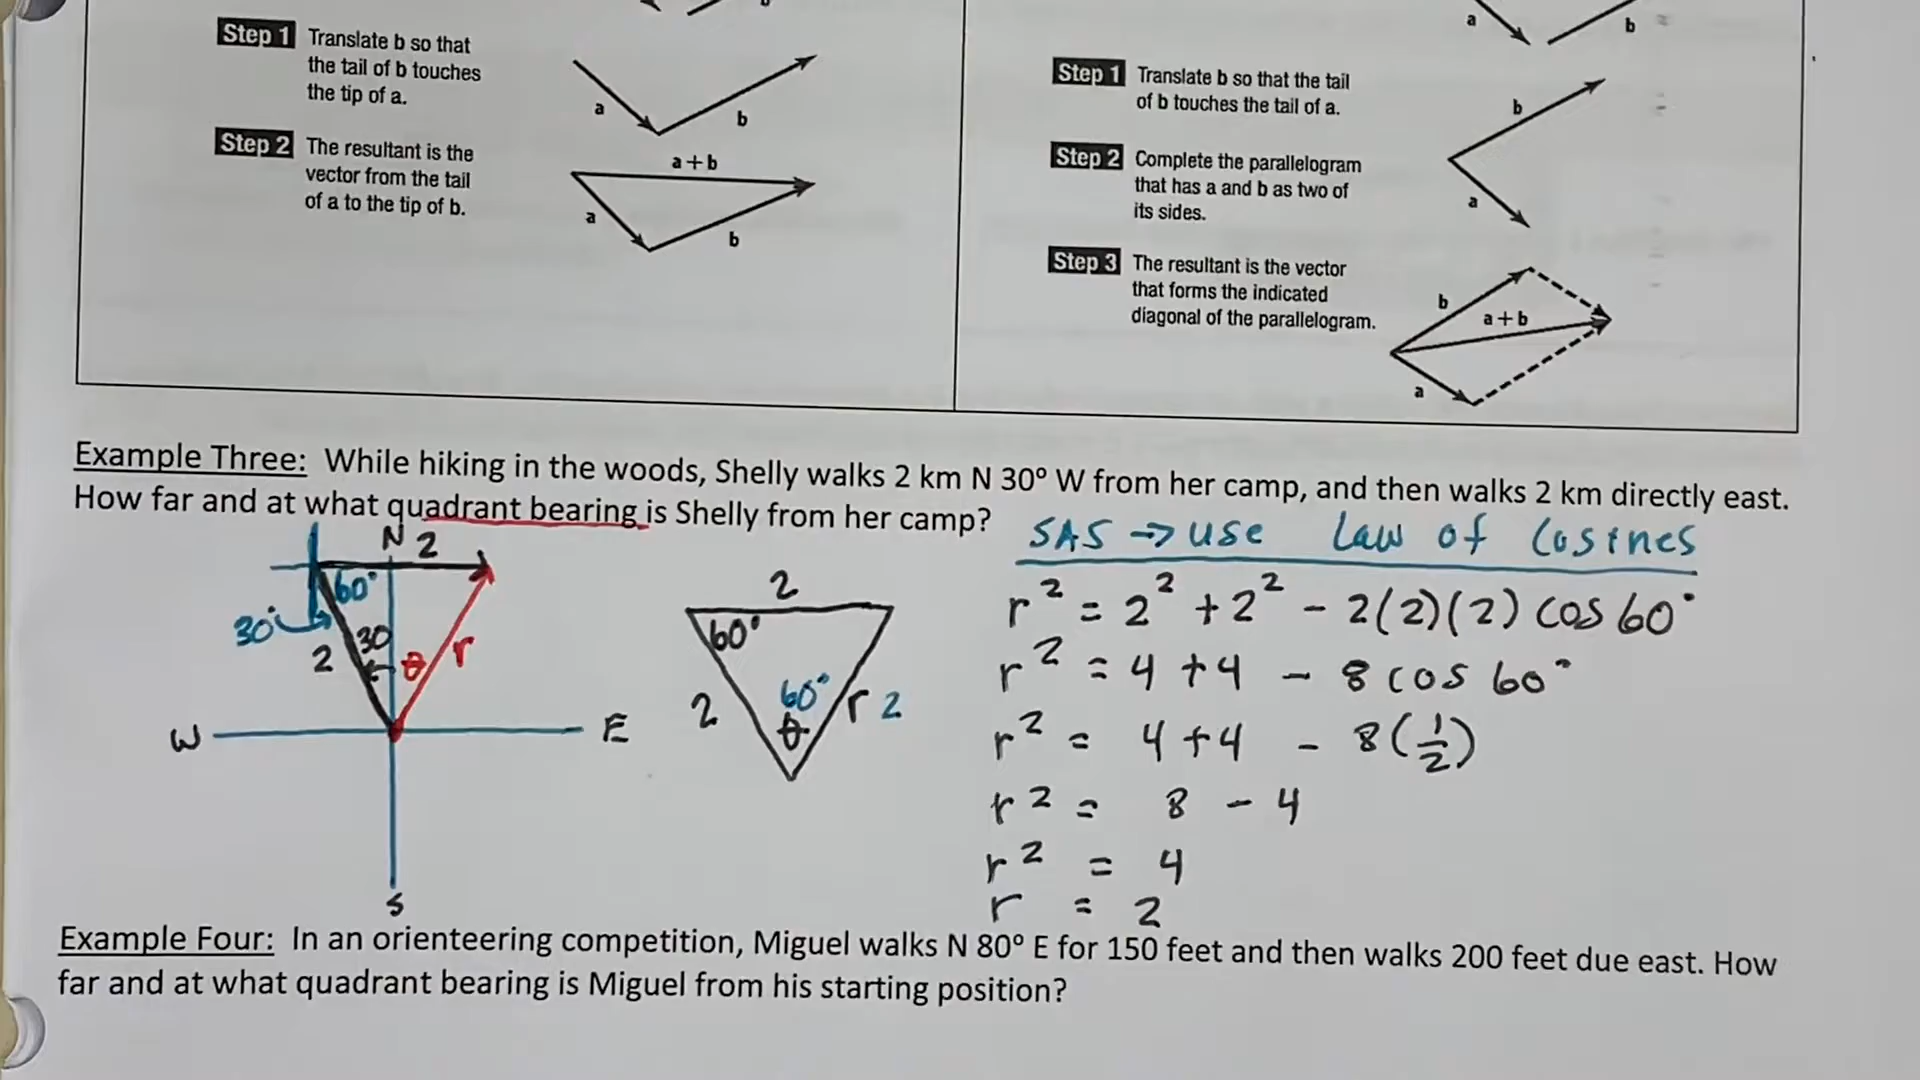 a
b
Step 1 Translate b so that
the tail of b touches
the tip of a.
a
b
Step 2 The resultant is the
vector from the tail
of a to the tip of b.
a+b
a
b
Step 1 Translate b so that the tail
of b touches the tail of a.
b
a
Step 2 Complete the parallelogram
that has a and b as two of
its sides.
Step 3 The resultant is the vector
that forms the indicated
diagonal of the parallelogram.
b
a+b
a
Example Three: While hiking in the woods, Shelly walks 2 km N 30º W from her camp, and then walks 2 km directly east.
How far and at what quadrant bearing is Shelly from her camp?
N 2
60°
30°
30
2
θ
r
W
E
S
2
60°
2
60°
θ
r 2
SAS → use Law of Cosines
r² = 2² + 2² - 2(2)(2) cos 60°
r² = 4 + 4 - 8 cos 60°
r² = 4 + 4 - 8(1/2)
r² = 8 - 4
r² = 4
r = 2
Example Four: In an orienteering competition, Miguel walks N 80º E for 150 feet and then walks 200 feet due east. How
far and at what quadrant bearing is Miguel from his starting position?